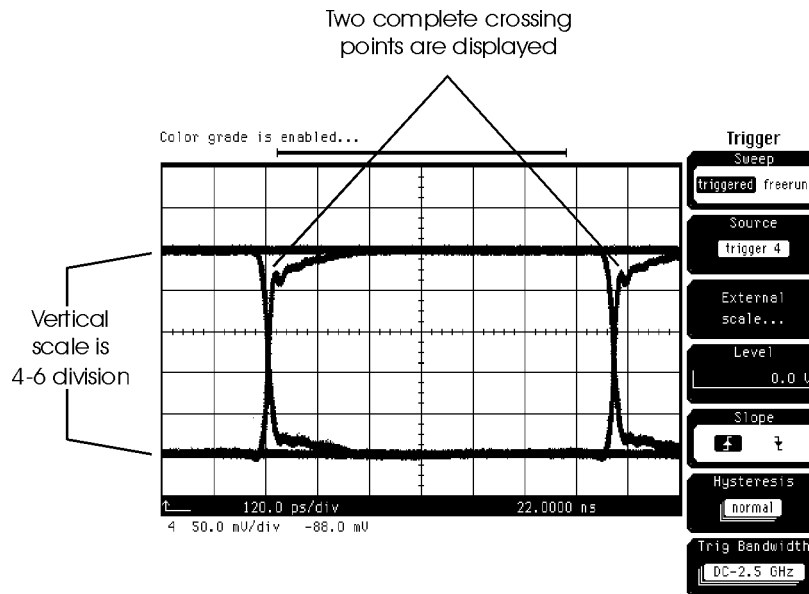 Two complete crossing
points are displayed
Color grade is enabled...
Vertical
scale is
4-6 division
120.0 ps/div 22.0000 ns
4 50.0 mV/div -88.0 mV
Trigger
Sweep
triggered freerun
Source
trigger 4
External
scale...
Level
0.0 V
Slope
Hysteresis
normal
Trig Bandwidth
DC-2.5 GHz